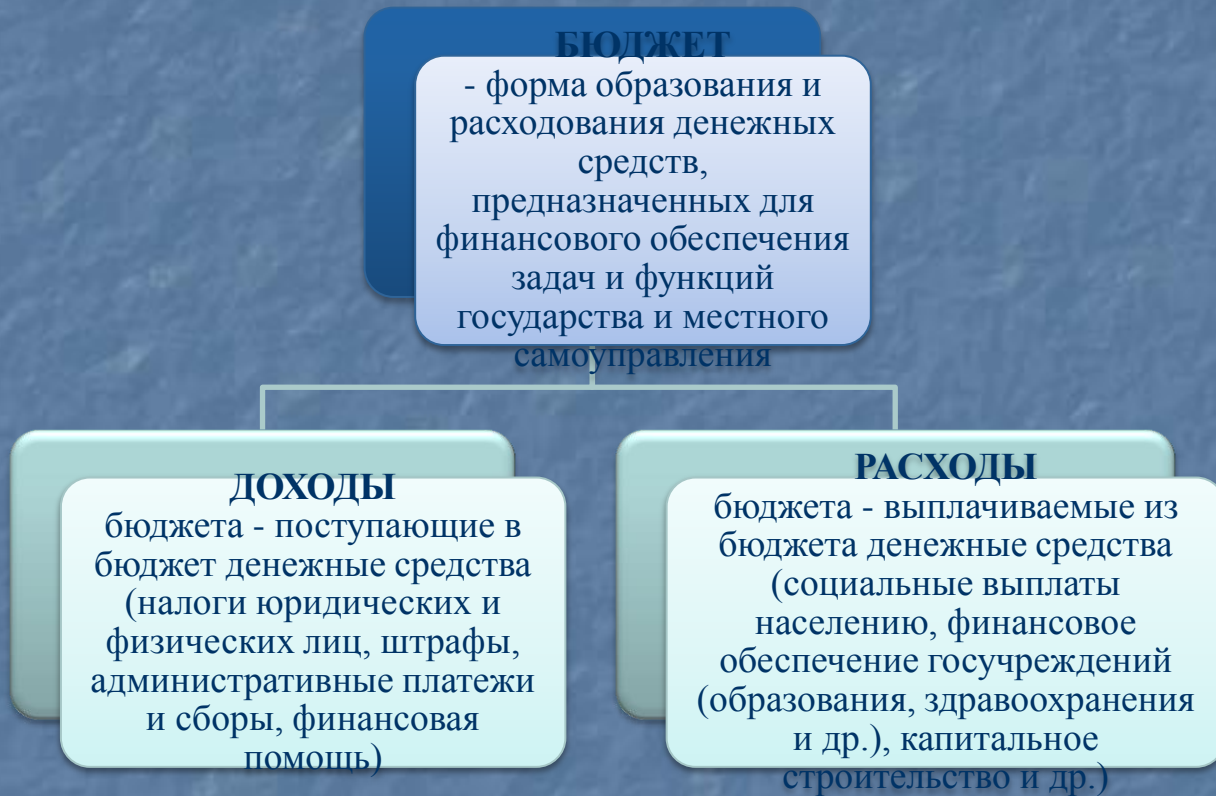 БЮДЖЕТ
- форма образования и
расходования денежных
средств,
предназначенных для
финансового обеспечения
задач и функций
государства и местного
самоуправления
ДОХОДЫ
бюджета - поступающие в
бюджет денежные средства
(налоги юридических и
физических лиц, штрафы,
административные платежи
и сборы, финансовая
помощь)
РАСХОДЫ
бюджета - выплачиваемые из
бюджета денежные средства
(социальные выплаты
населению, финансовое
обеспечение госучреждений
(образования, здравоохранения
и др.), капитальное
строительство и др.)